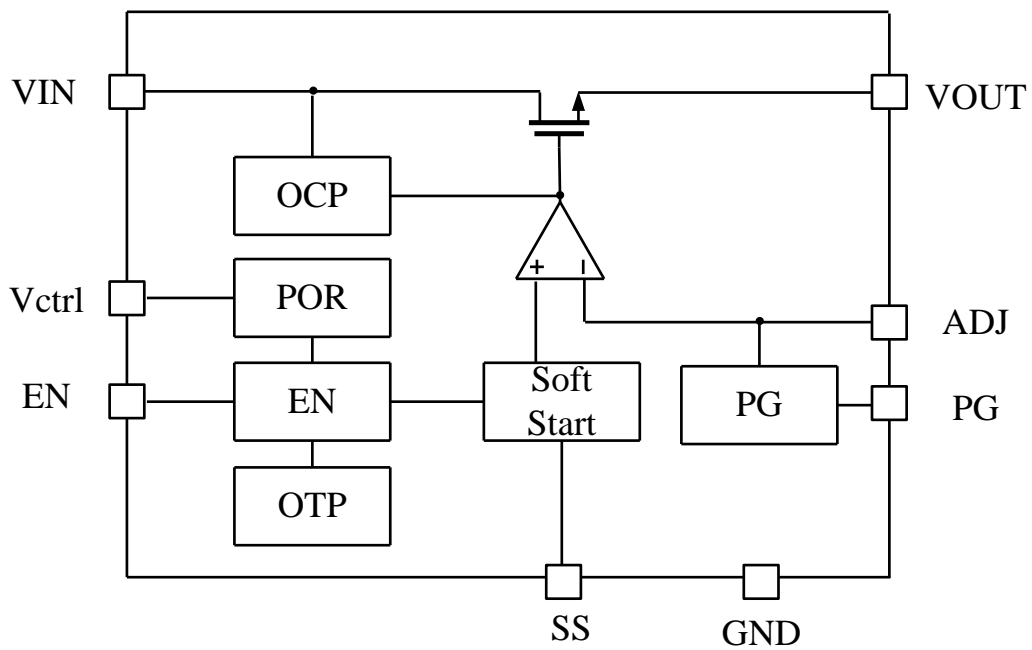 VIN
VOUT
OCP
+ −
Vctrl
POR
ADJ
EN
EN
Soft
Start
PG
PG
OTP
SS
GND